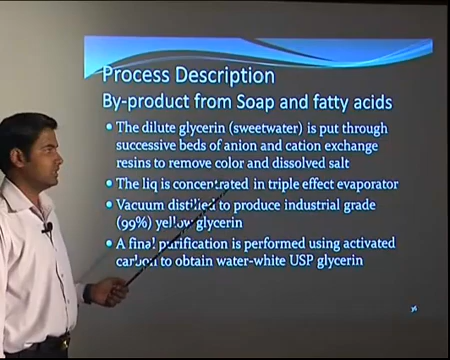 Process Description
By-product from Soap and fatty acids
• The dilute glycerin (sweetwater) is put through
successive beds of anion and cation exchange
resins to remove color and dissolved salt
• The liq is concentrated in triple effect evaporator
• Vacuum distilled to produce industrial grade
(99%) yellow glycerin
• A final purification is performed using activated
carbon to obtain water-white USP glycerin